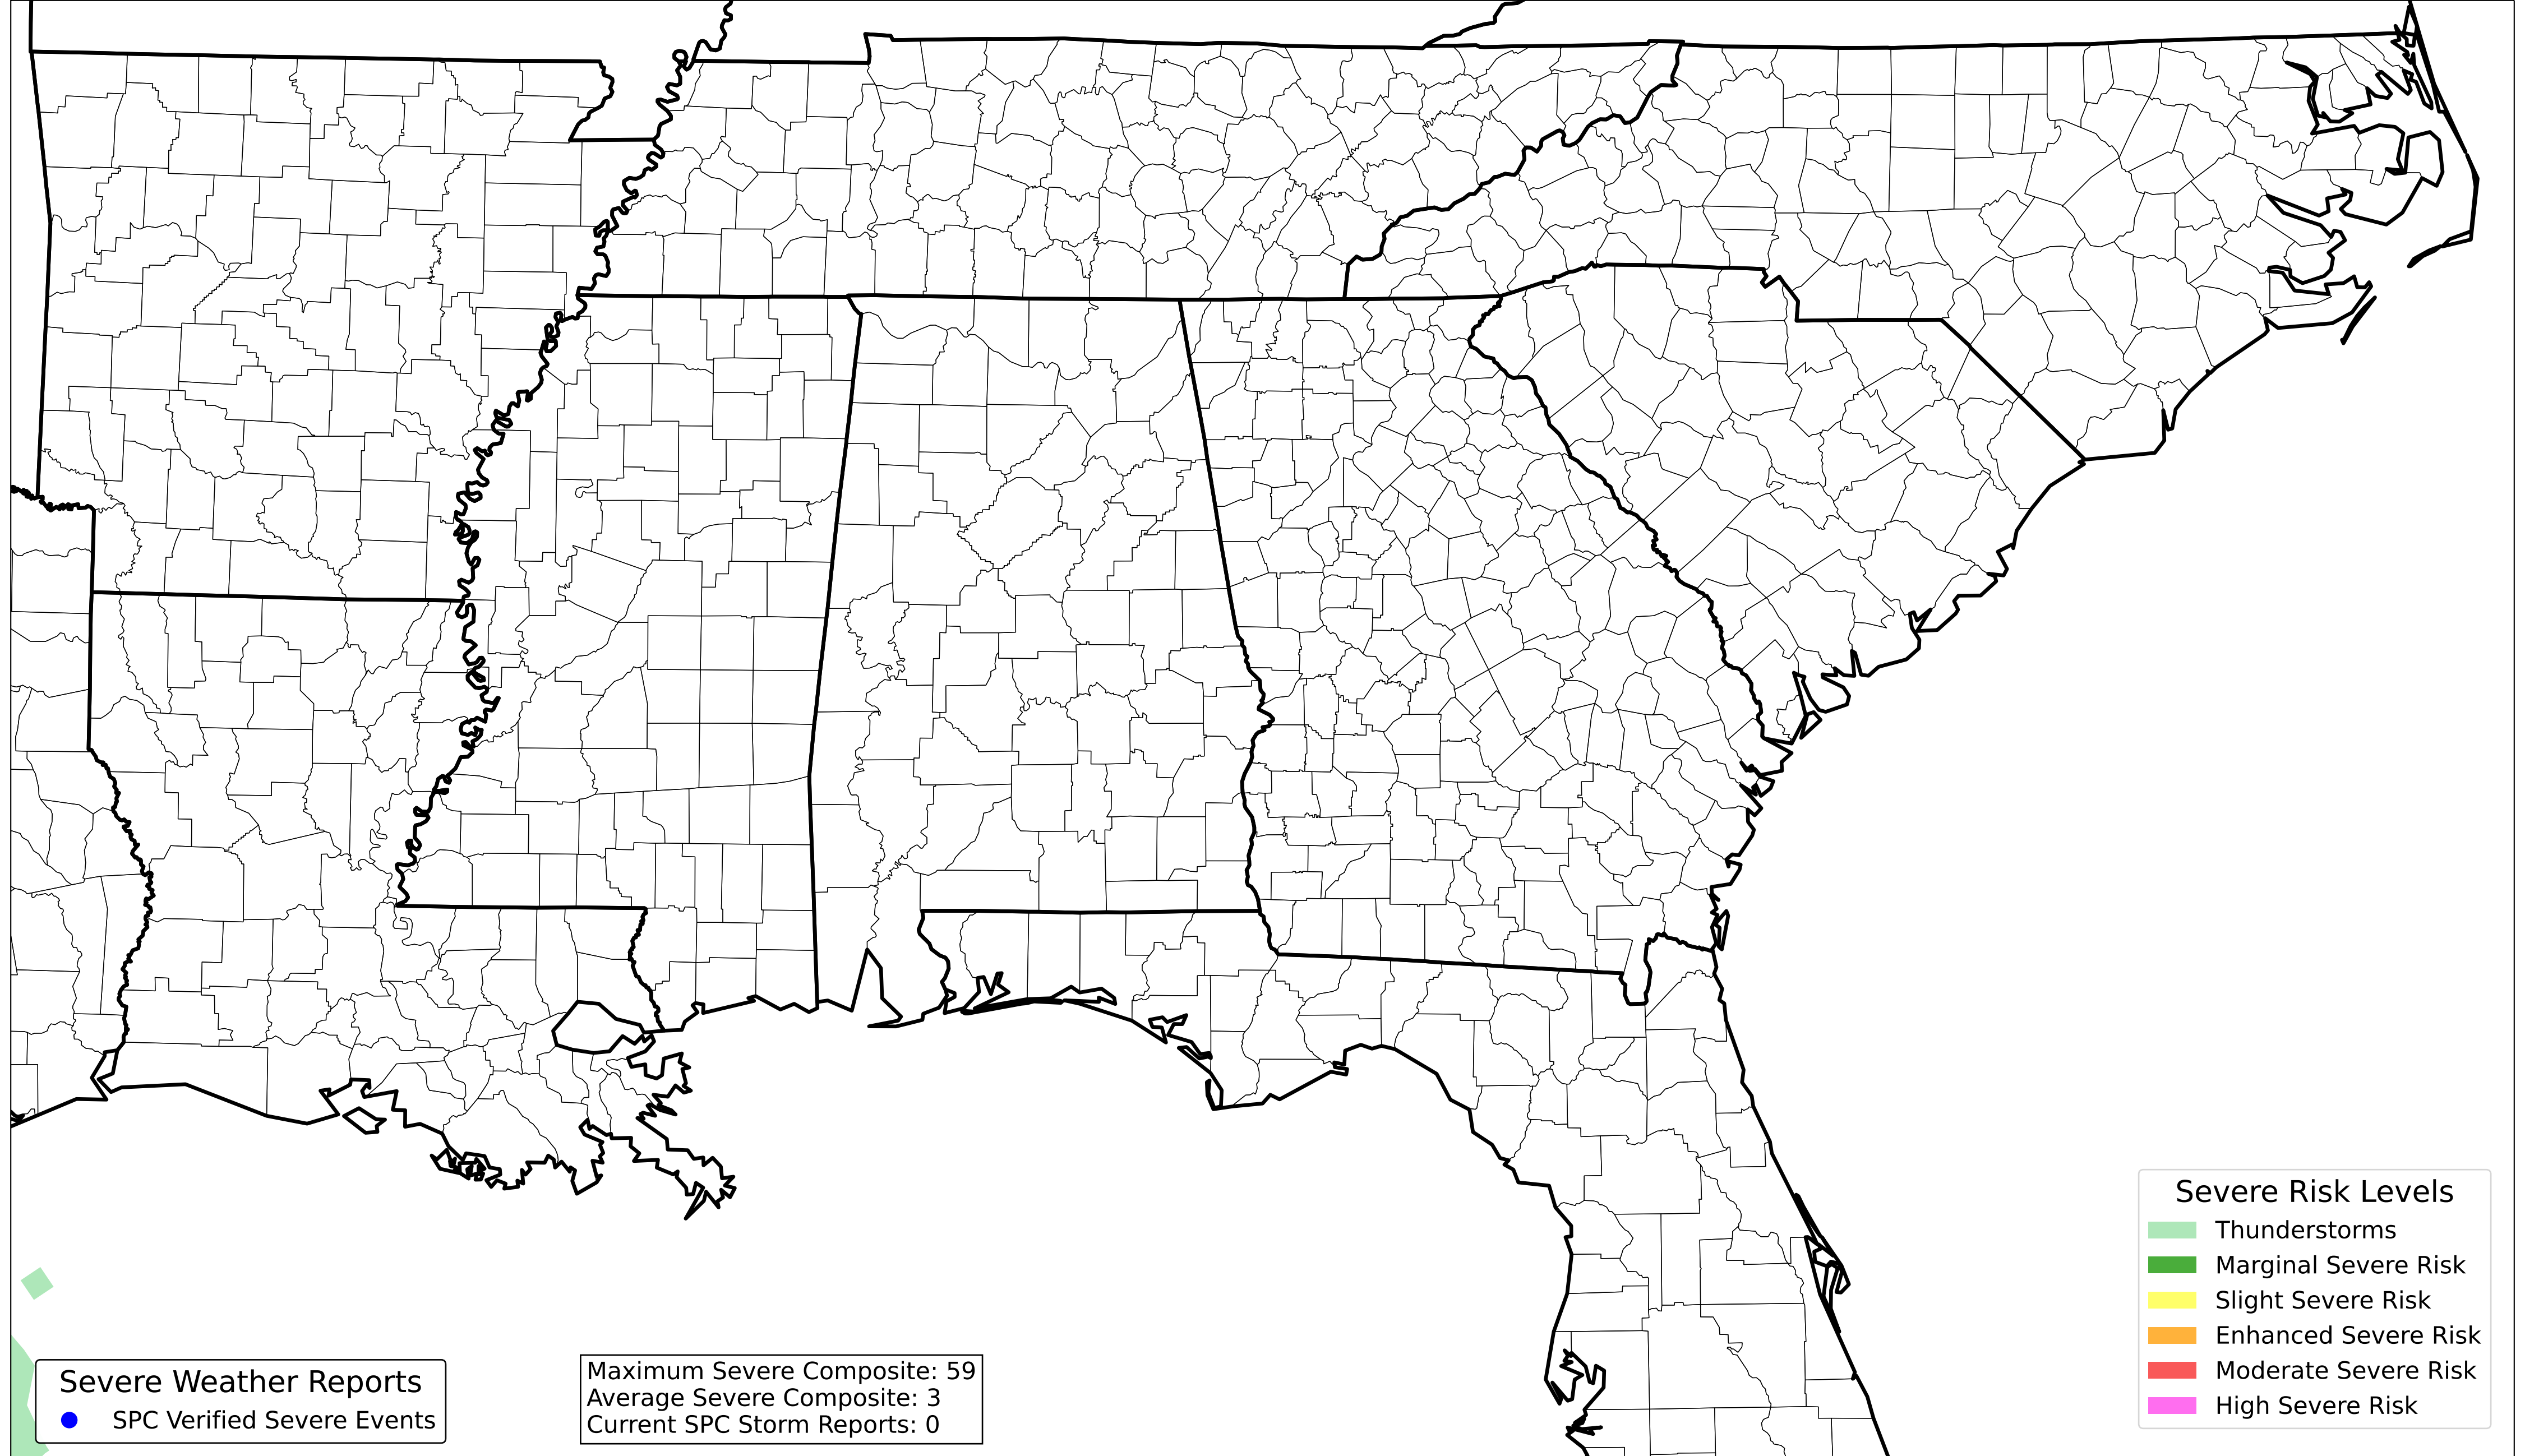 Severe Risk Levels
Thunderstorms
Marginal Severe Risk
Slight Severe Risk
Enhanced Severe Risk
Moderate Severe Risk
High Severe Risk
Severe Weather Reports
SPC Verified Severe Events
Maximum Severe Composite: 59
Average Severe Composite: 3
Current SPC Storm Reports: 0